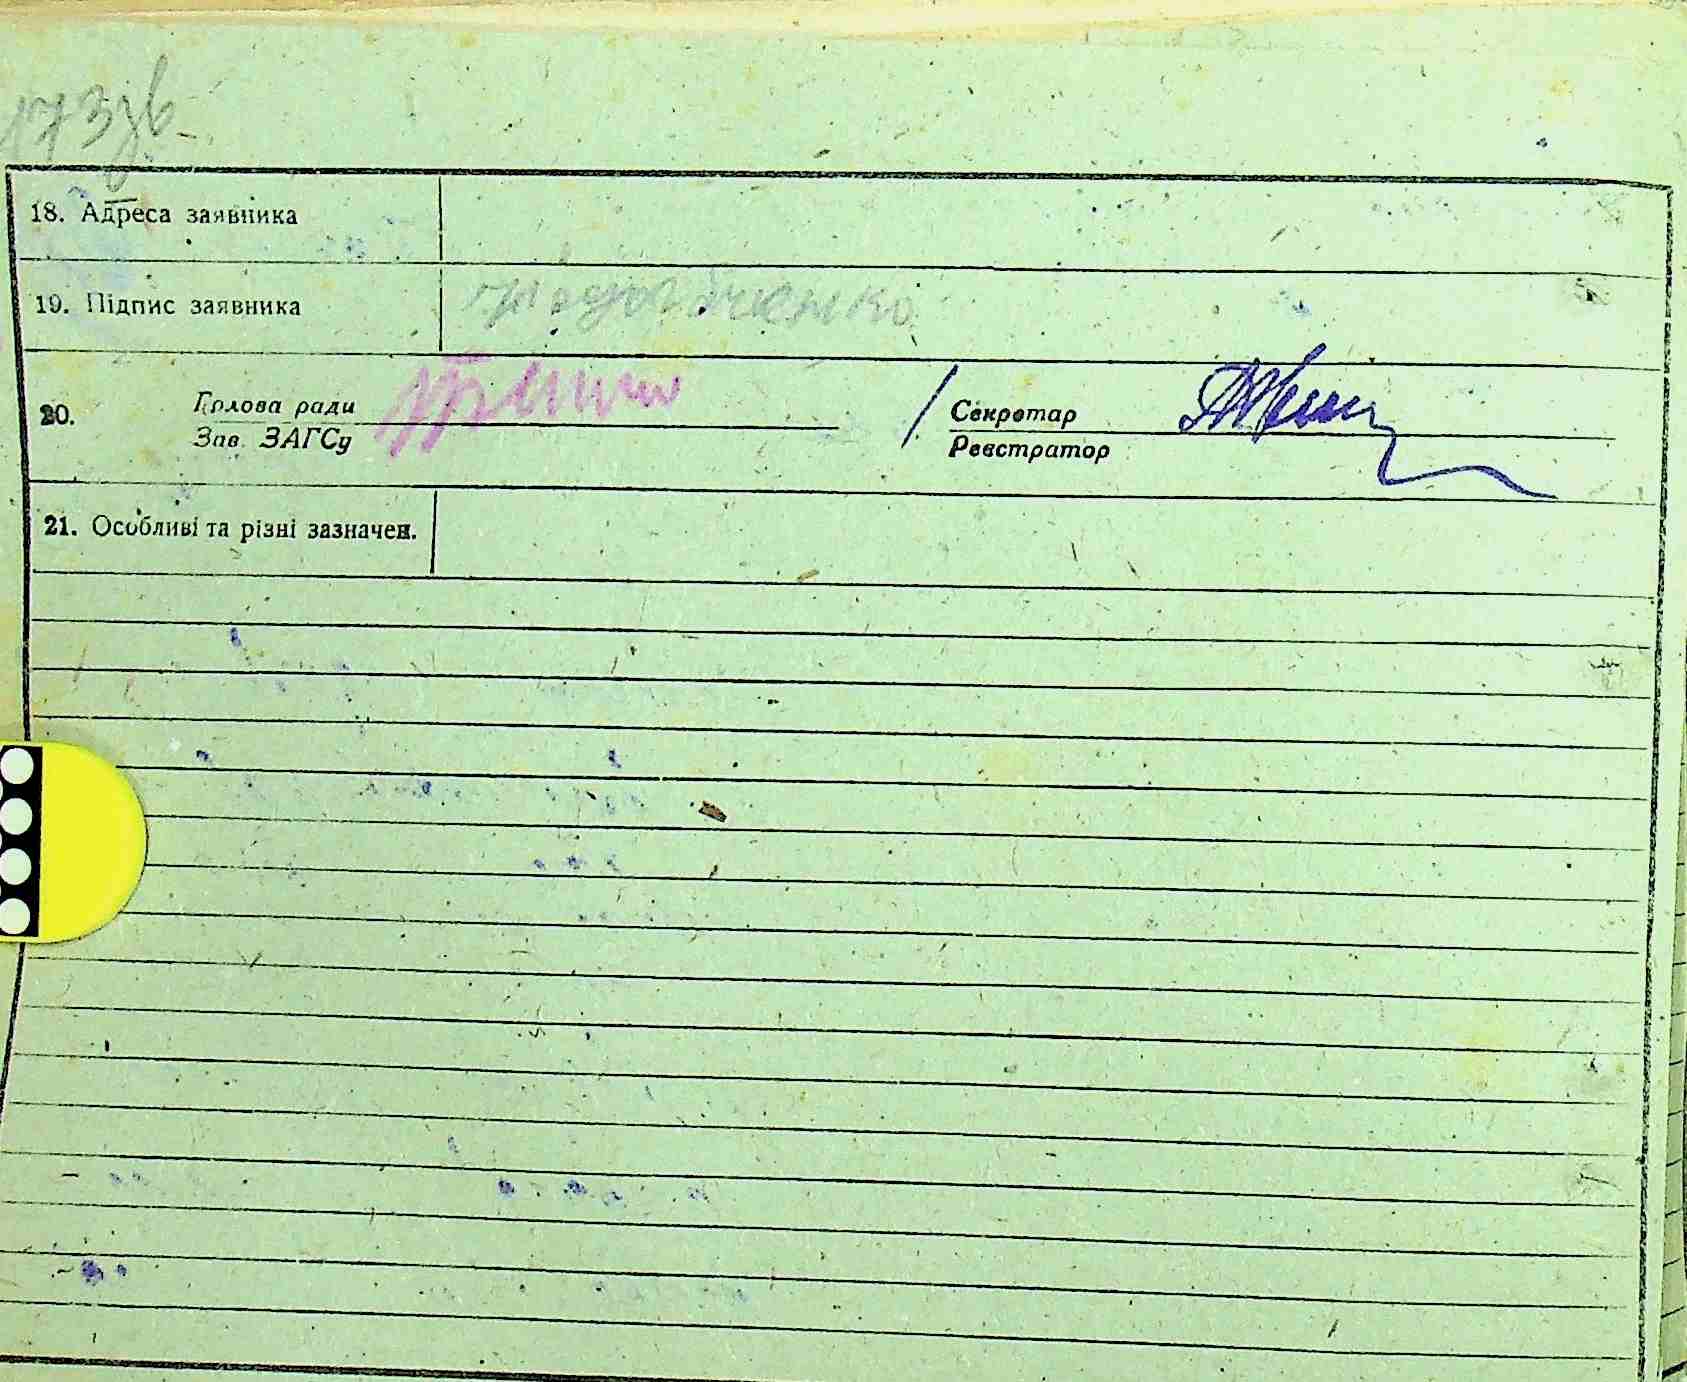 173зв
18. Адреса заявника
19. Підпис заявника
20. Голова ради Секретар
Зав. ЗАГСу Реєстратор
21. Особливі та різні зазначен.